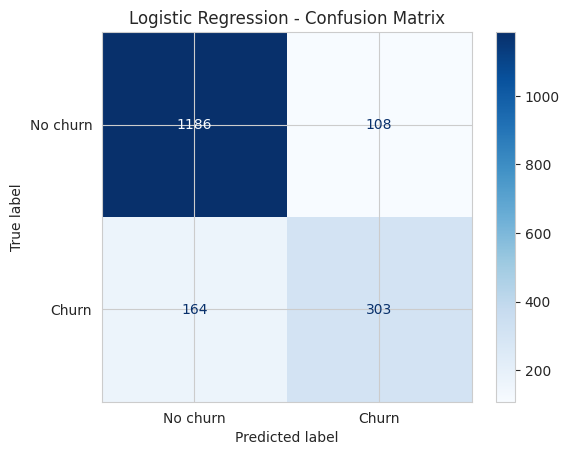 Logistic Regression - Confusion Matrix
No churn
1186
108
Churn
164
303
No churn
Churn
Predicted label
True label
1000
800
600
400
200